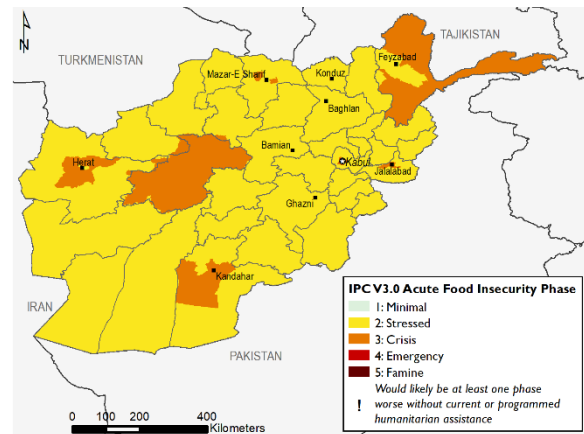 N
TURKMENISTAN
TAJIKISTAN
Feyzabad
Mazar-E Sharif
Konduz
Baghlan
Bamian
Kabul
Herat
Jalalabad
Ghazni
Kandahar
IRAN
PAKISTAN
IPC V3.0 Acute Food Insecurity Phase
1: Minimal
2: Stressed
3: Crisis
4: Emergency
5: Famine
Would likely be at least one phase
! worse without current or programmed
humanitarian assistance
0 100 200 400
Kilometers